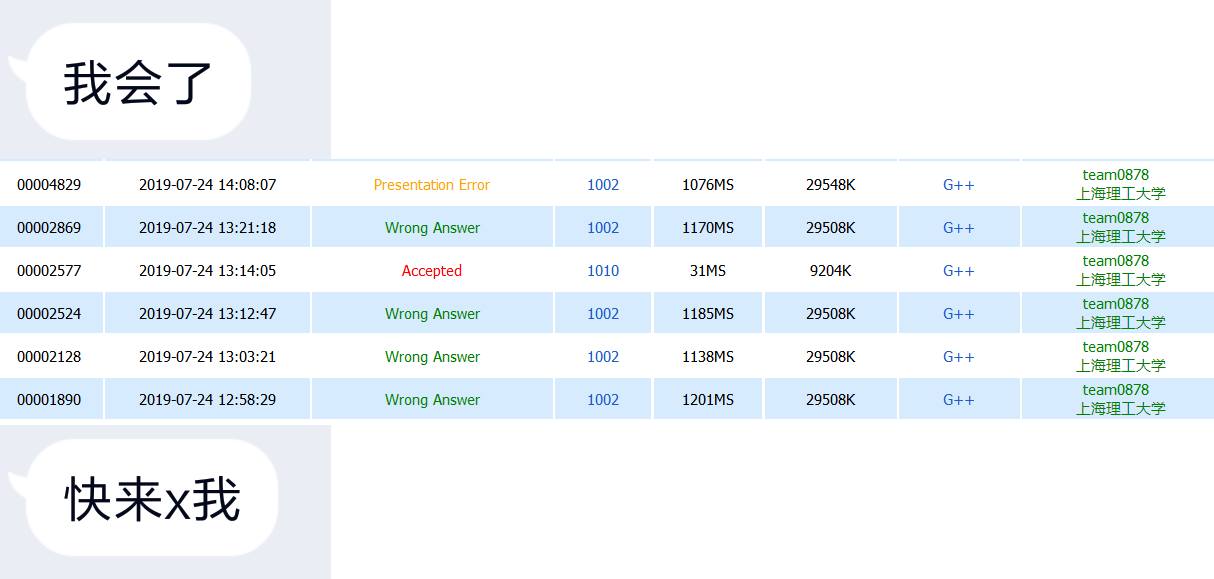 我会了
00004829 2019-07-24 14:08:07 Presentation Error 1002 1076MS 29548K G++ team0878 上海理工大学
00002869 2019-07-24 13:21:18 Wrong Answer 1002 1170MS 29508K G++ team0878 上海理工大学
00002577 2019-07-24 13:14:05 Accepted 1010 31MS 9204K G++ team0878 上海理工大学
00002524 2019-07-24 13:12:47 Wrong Answer 1002 1185MS 29508K G++ team0878 上海理工大学
00002128 2019-07-24 13:03:21 Wrong Answer 1002 1138MS 29508K G++ team0878 上海理工大学
00001890 2019-07-24 12:58:29 Wrong Answer 1002 1201MS 29508K G++ team0878 上海理工大学
快来x我